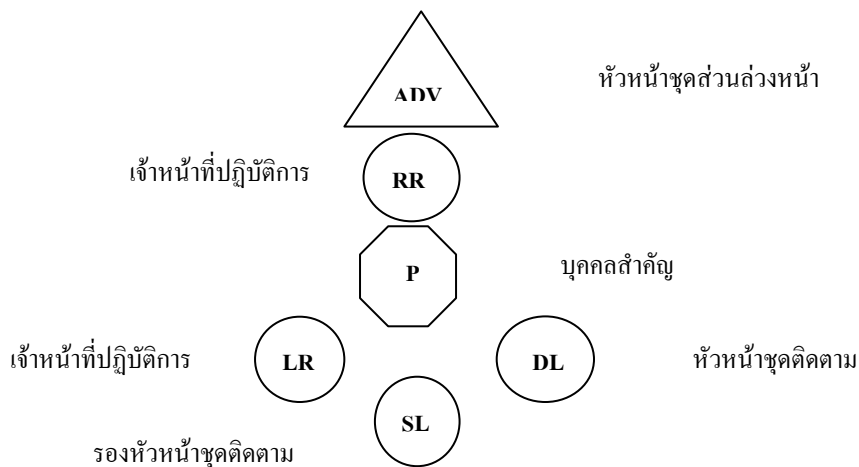 ADV
หัวหน้าชุดส่วนล่วงหน้า
เจ้าหน้าที่ปฏิบัติการ
RR
P
บุคคลสำคัญ
เจ้าหน้าที่ปฏิบัติการ
LR
DL
หัวหน้าชุดติดตาม
SL
รองหัวหน้าชุดติดตาม